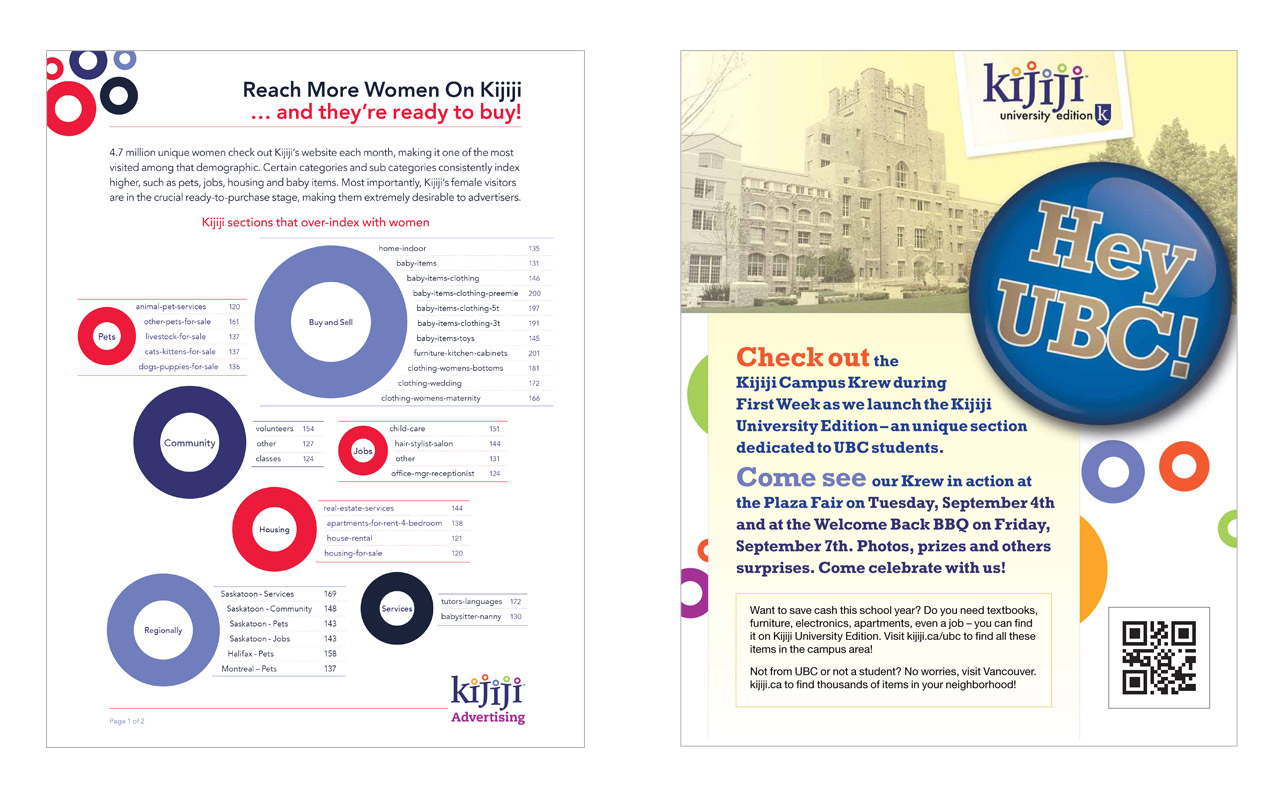 Reach More Women On Kijiji
… and they're ready to buy!
4.7 million unique women check out Kijiji's website each month, making it one of the most
visited among that demographic. Certain categories and sub categories consistently index
higher, such as pets, jobs, housing and baby items. Most importantly, Kijiji's female visitors
are in the crucial ready-to-purchase stage, making them extremely desirable to advertisers.
Kijiji sections that over-index with women
Buy and Sell
home-indoor 135
baby-items 131
baby-items-clothing 146
baby-items-clothing-preemie 200
baby-items-clothing-5t 197
baby-items-clothing-3t 191
baby-items-toys 145
furniture-kitchen-cabinets 201
clothing-womens-bottoms 181
clothing-wedding 172
clothing-womens-maternity 166
Pets
animal-pet-services 120
other-pets-for-sale 161
livestock-for-sale 137
cats-kittens-for-sale 137
dogs-puppies-for-sale 136
Community
volunteers 154
other 127
classes 124
Jobs
child-care 151
hair-stylist-salon 144
other 131
office-mgr-receptionist 124
Housing
real-estate-services 144
apartments-for-rent-4-bedroom 138
house-rental 121
housing-for-sale 120
Regionally
Saskatoon - Services 169
Saskatoon - Community 148
Saskatoon - Pets 143
Saskatoon - Jobs 143
Halifax - Pets 158
Montreal – Pets 137
Services
tutors-languages 172
babysitter-nanny 130
kijiji
Advertising
Page 1 of 2
kijiji
university edition k
Hey
UBC!
Check out the
Kijiji Campus Krew during
First Week as we launch the Kijiji
University Edition – an unique section
dedicated to UBC students.
Come see our Krew in action at
the Plaza Fair on Tuesday, September 4th
and at the Welcome Back BBQ on Friday,
September 7th. Photos, prizes and others
surprises. Come celebrate with us!
Want to save cash this school year? Do you need textbooks,
furniture, electronics, apartments, even a job – you can find
it on Kijiji University Edition. Visit kijiji.ca/ubc to find all these
items in the campus area!
Not from UBC or not a student? No worries, visit Vancouver.
kijiji.ca to find thousands of items in your neighborhood!